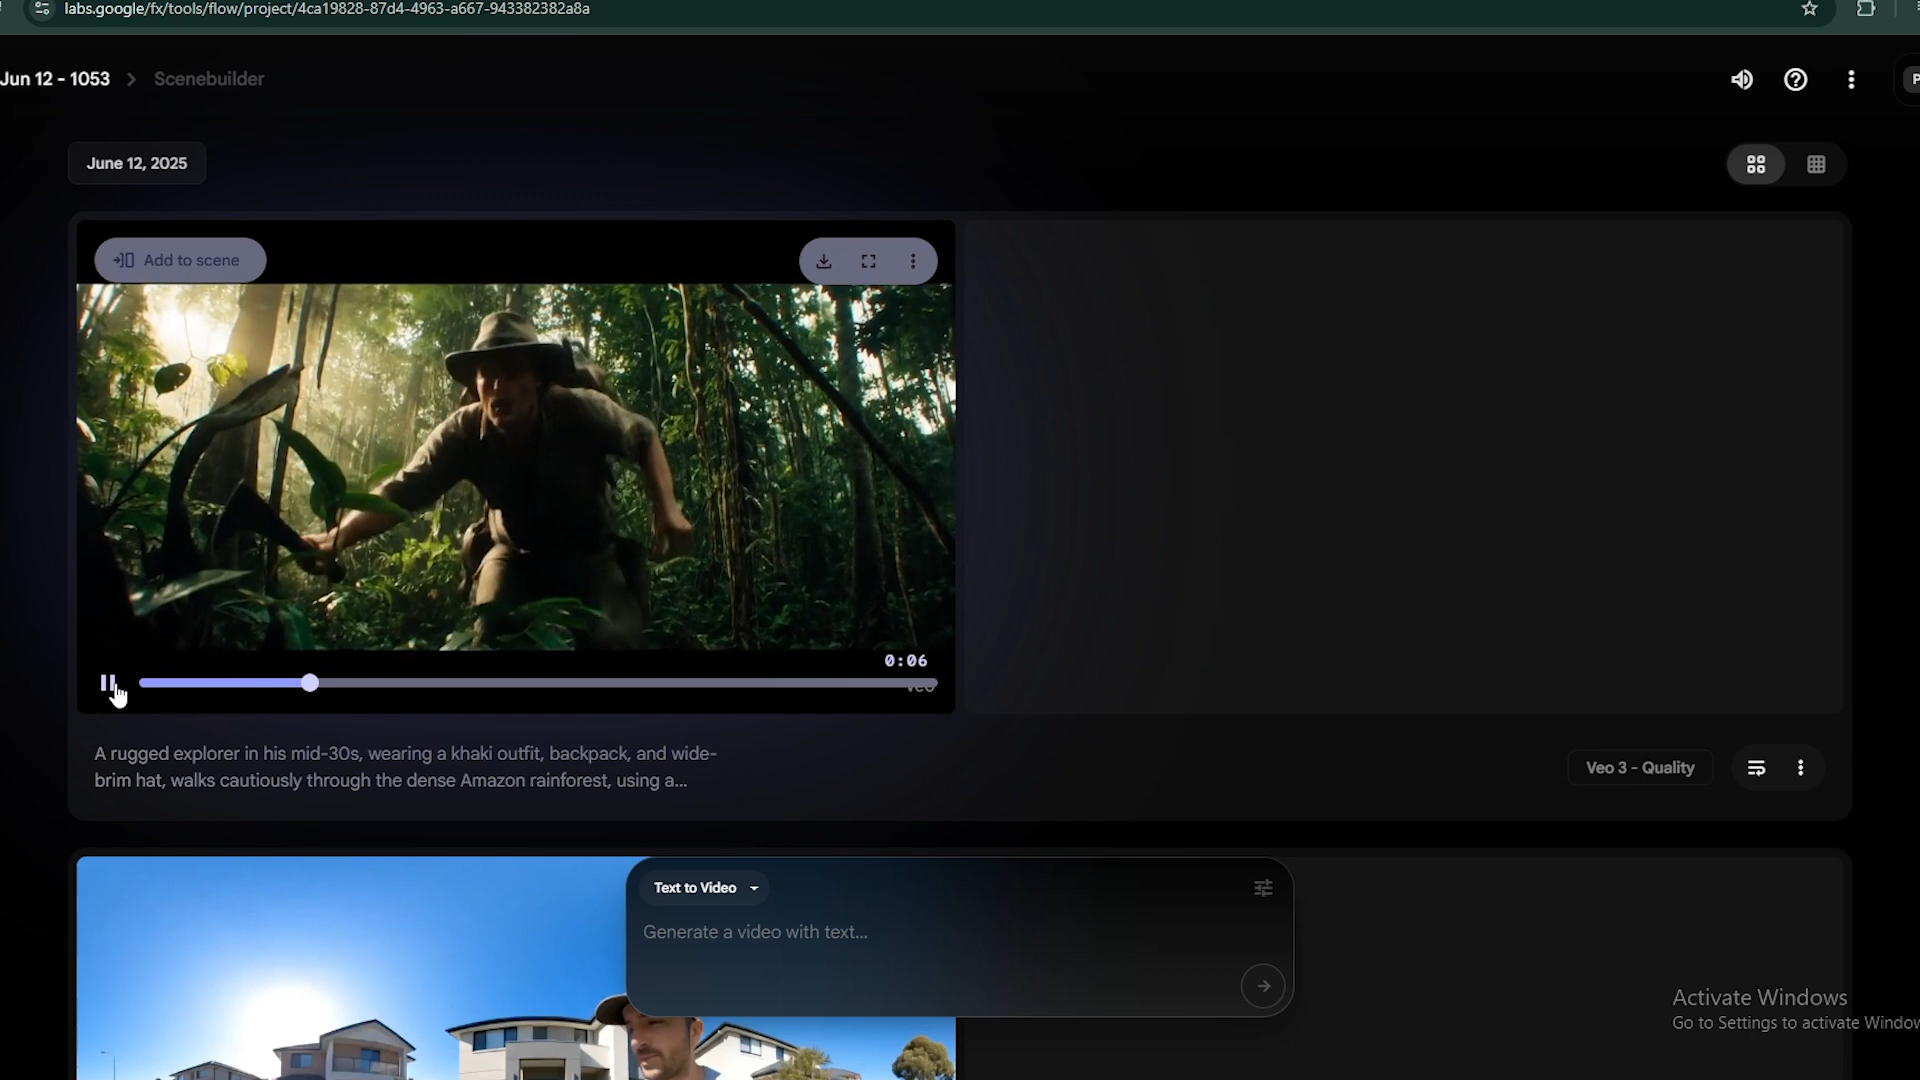 labs.google/fx/tools/flow/project/4ca19828-87d4-4963-a667-943382382a8a
Jun 12 - 1053 > Scenebuilder
June 12, 2025
Add to scene
0:06
A rugged explorer in his mid-30s, wearing a khaki outfit, backpack, and wide-
brim hat, walks cautiously through the dense Amazon rainforest, using a...
Veo 3 - Quality
Text to Video
Generate a video with text...
Activate Windows
Go to Settings to activate Window